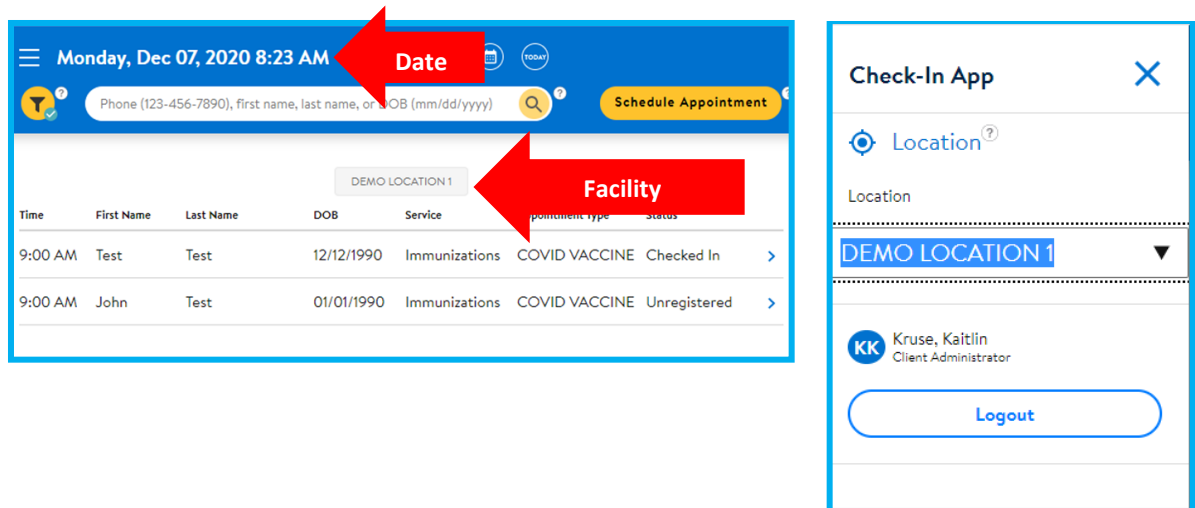 Monday, Dec 07, 2020 8:23 AM
Date
TODAY
?
Phone (123-456-7890), first name, last name, or DOB (mm/dd/yyyy)
?
Schedule Appointment
?
DEMO LOCATION 1
Facility
Time First Name Last Name DOB Service Appointment Type Status
9:00 AM Test Test 12/12/1990 Immunizations COVID VACCINE Checked In
9:00 AM John Test 01/01/1990 Immunizations COVID VACCINE Unregistered
Check-In App
Location ?
Location
DEMO LOCATION 1
KK
Kruse, Kaitlin
Client Administrator
Logout